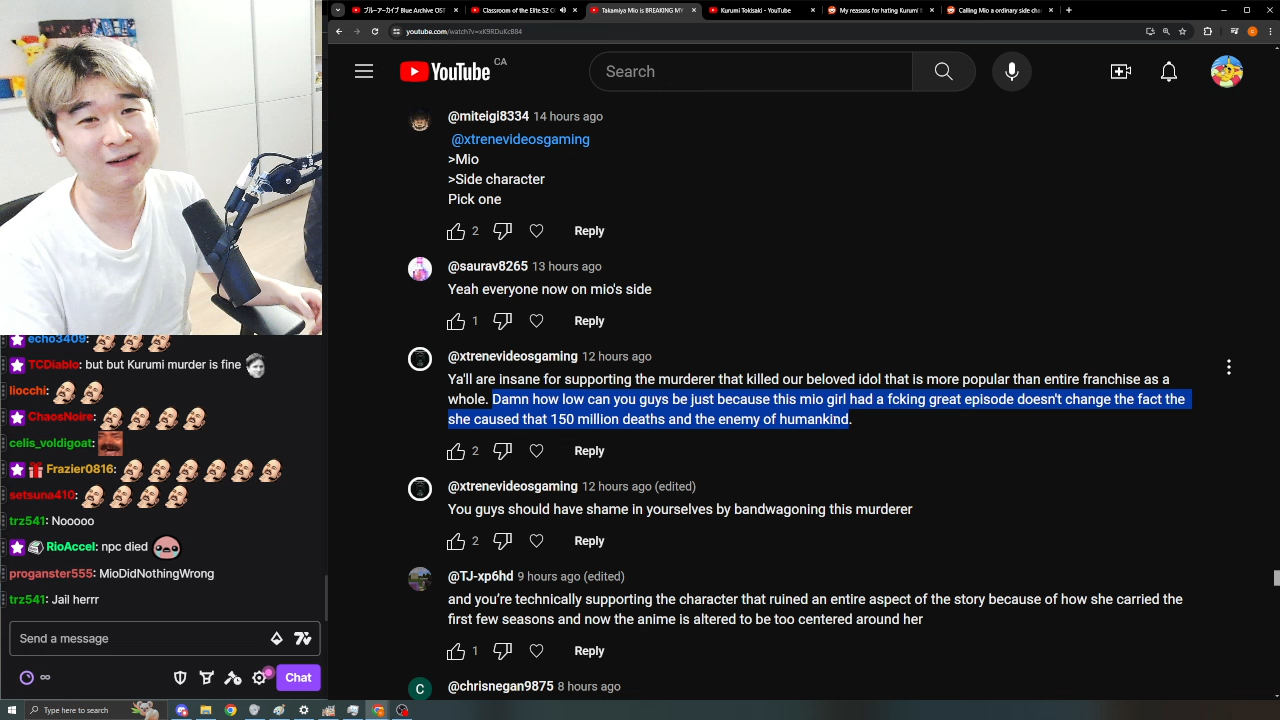 ブルーアーカイブ Blue Archive OST
Classroom of the Elite S2
Takamiya Mio is BREAKING MY
Kurumi Tokisaki - YouTube
My reasons for hating Kurumi
Calling Mio a ordinary side cha
youtube.com/watch?v=xK9RDuKcB84
YouTube CA
Search
@miteigi8334 14 hours ago
@xtrenevideosgaming
>Mio
>Side character
Pick one
2 Reply
@saurav8265 13 hours ago
Yeah everyone now on mio's side
1 Reply
@xtrenevideosgaming 12 hours ago
Ya'll are insane for supporting the murderer that killed our beloved idol that is more popular than entire franchise as a
whole. Damn how low can you guys be just because this mio girl had a fcking great episode doesn't change the fact the
she caused that 150 million deaths and the enemy of humankind.
2 Reply
@xtrenevideosgaming 12 hours ago (edited)
You guys should have shame in yourselves by bandwagoning this murderer
2 Reply
@TJ-xp6hd 9 hours ago (edited)
and you're technically supporting the character that ruined an entire aspect of the story because of how she carried the
first few seasons and now the anime is altered to be too centered around her
1 Reply
C @chrisnegan9875 8 hours ago
echo3409:
TCDiablo: but but Kurumi murder is fine
liocchi:
ChaosNoire:
celis_voldigoat:
Frazier0816:
setsuna410:
trz541: Nooooo
RioAccel: npc died
proganster555: MioDidNothingWrong
trz541: Jail herrr
Send a message
Chat
Type here to search